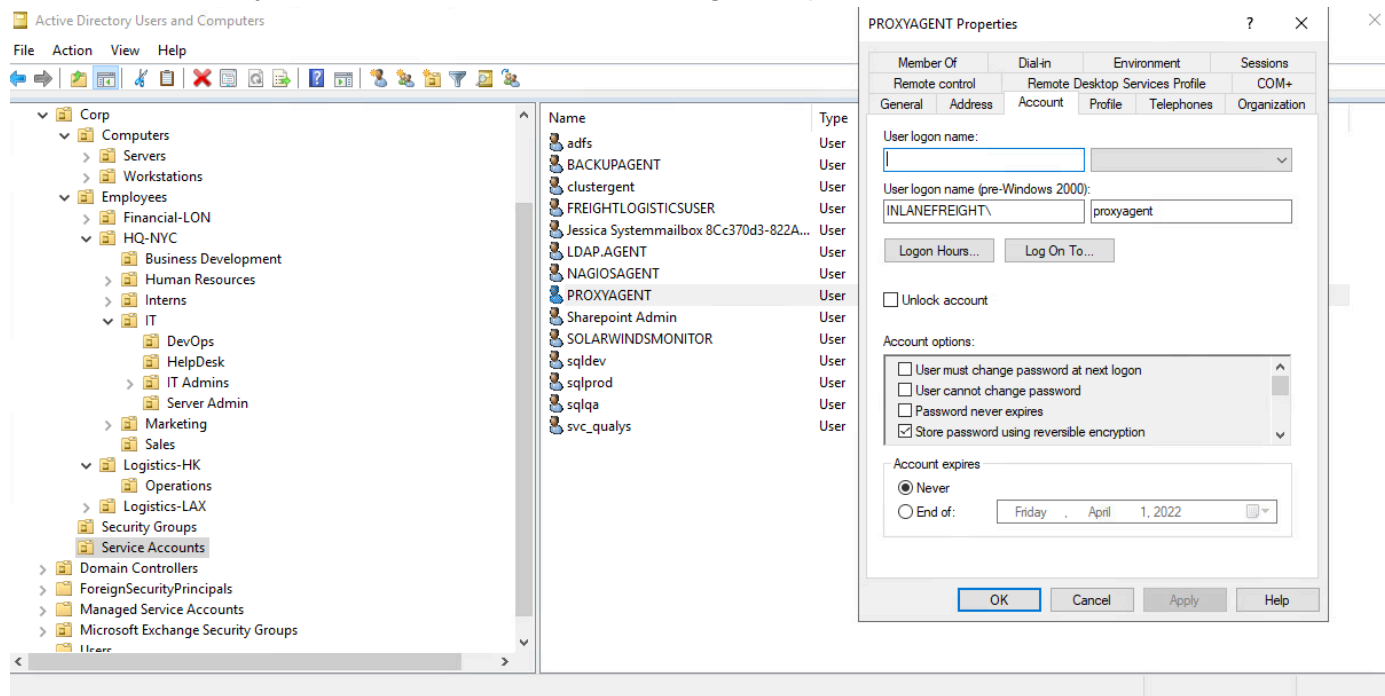 Active Directory Users and Computers
File Action View Help
Corp
Computers
Servers
Workstations
Employees
Financial-LON
HQ-NYC
Business Development
Human Resources
Interns
IT
DevOps
HelpDesk
IT Admins
Server Admin
Marketing
Sales
Logistics-HK
Operations
Logistics-LAX
Security Groups
Service Accounts
Domain Controllers
ForeignSecurityPrincipals
Managed Service Accounts
Microsoft Exchange Security Groups
Users
Name Type
adfs User
BACKUPAGENT User
clustergent User
FREIGHTLOGISTICSUSER User
Jessica Systemmailbox 8Cc370d3-822A... User
LDAP.AGENT User
NAGIOSAGENT User
PROXYAGENT User
Sharepoint Admin User
SOLARWINDSMONITOR User
sqldev User
sqlprod User
sqlqa User
svc_qualys User
PROXYAGENT Properties ?
Member Of Dial-in Environment Sessions
Remote control Remote Desktop Services Profile COM+
General Address Account Profile Telephones Organization
User logon name:
User logon name (pre-Windows 2000):
INLANEFREIGHT\ proxyagent
Logon Hours... Log On To...
Unlock account
Account options:
User must change password at next logon
User cannot change password
Password never expires
Store password using reversible encryption
Account expires
Never
End of: Friday , April 1, 2022
OK Cancel Apply Help